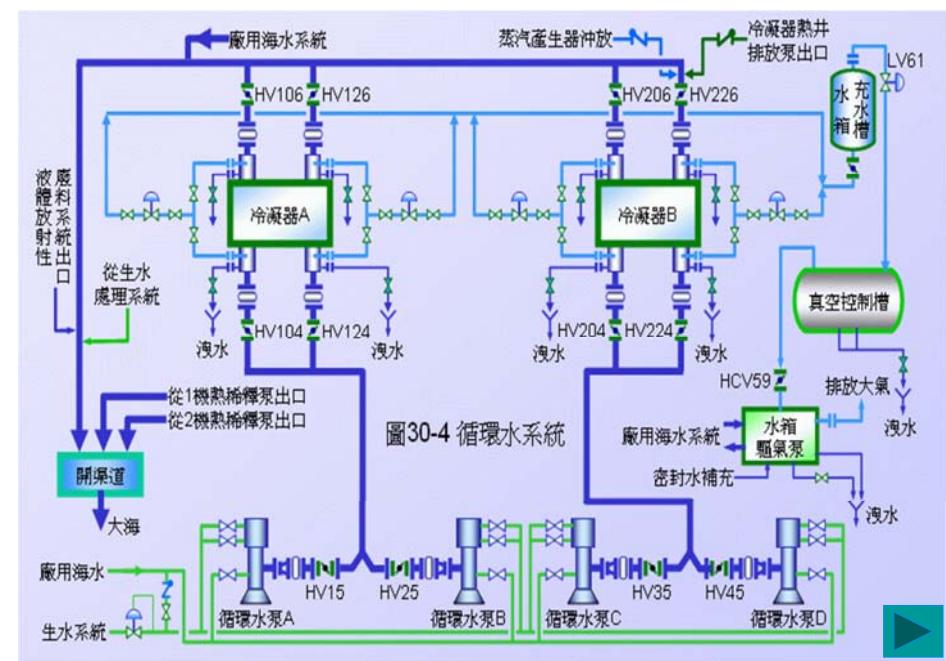 廠用海水系統
蒸汽產生器沖放
冷凝器熱井
排放泵出口
LV61
HV106
HV126
HV206
HV226
水箱
充水槽
液體放射性
廢料系統出口
冷凝器A
冷凝器B
從生水
處理系統
真空控制槽
洩水
HV104
HV124
洩水
洩水
HV204
HV224
洩水
HCV59
排放大氣
洩水
從1機熱稀釋泵出口
從2機熱稀釋泵出口
圖30-4 循環水系統
水箱
驅氣泵
廠用海水系統
密封水補充
洩水
開渠道
大海
廠用海水
生水系統
HV15
HV25
HV35
HV45
循環水泵A
循環水泵B
循環水泵C
循環水泵D